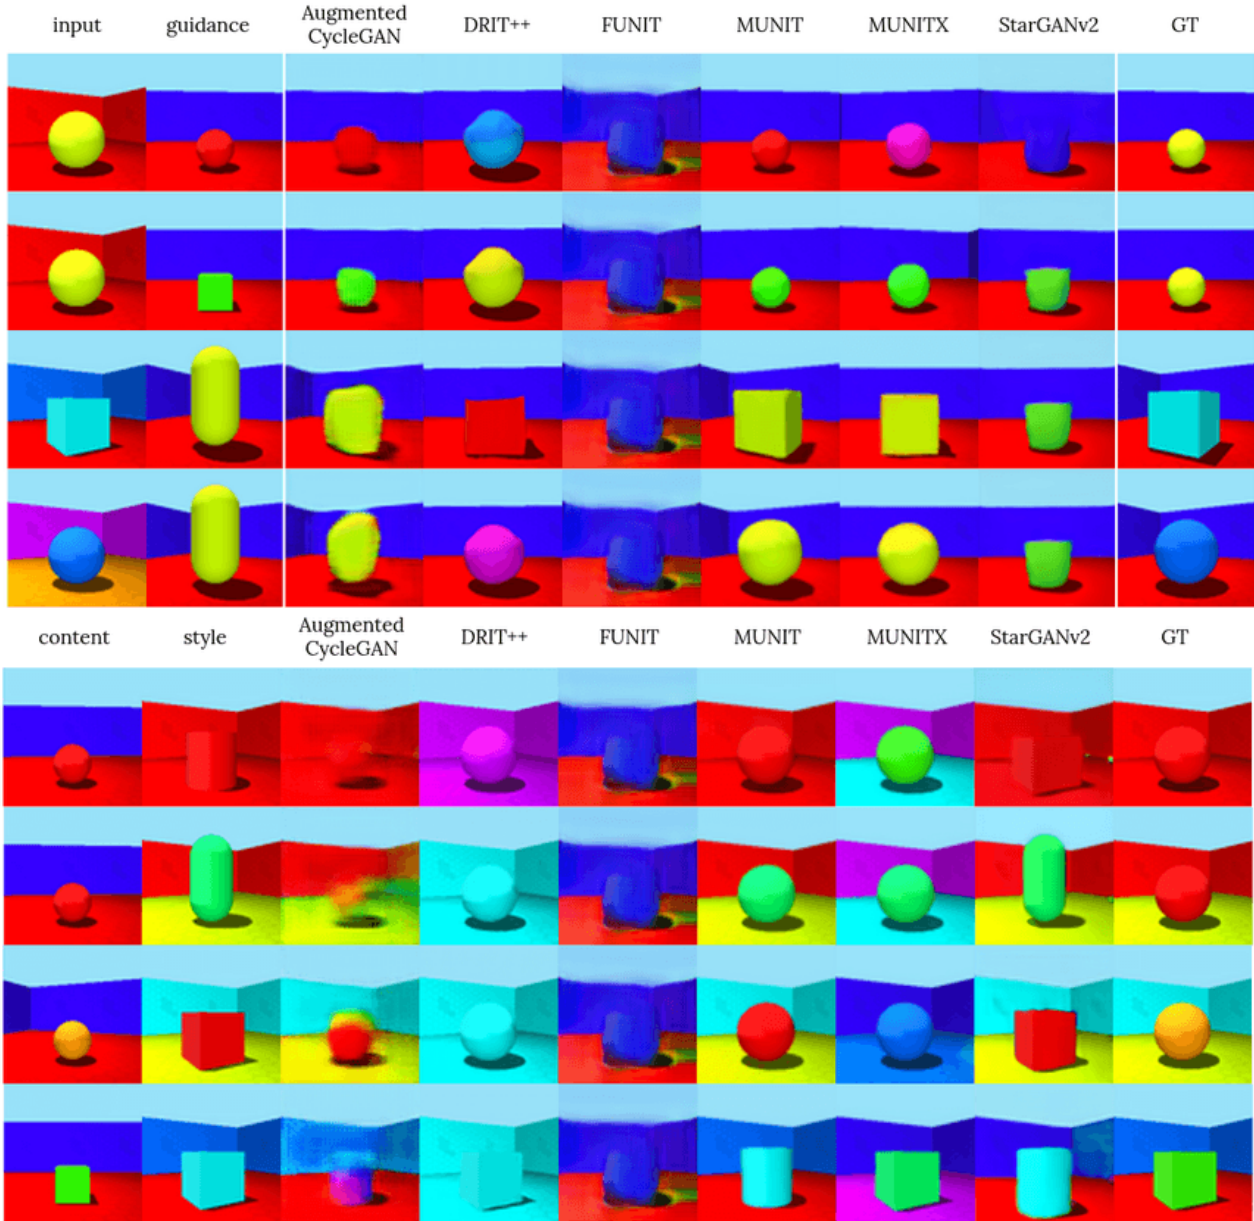 input guidance Augmented CycleGAN DRIT++ FUNIT MUNIT MUNITX StarGANv2 GT
content style Augmented CycleGAN DRIT++ FUNIT MUNIT MUNITX StarGANv2 GT